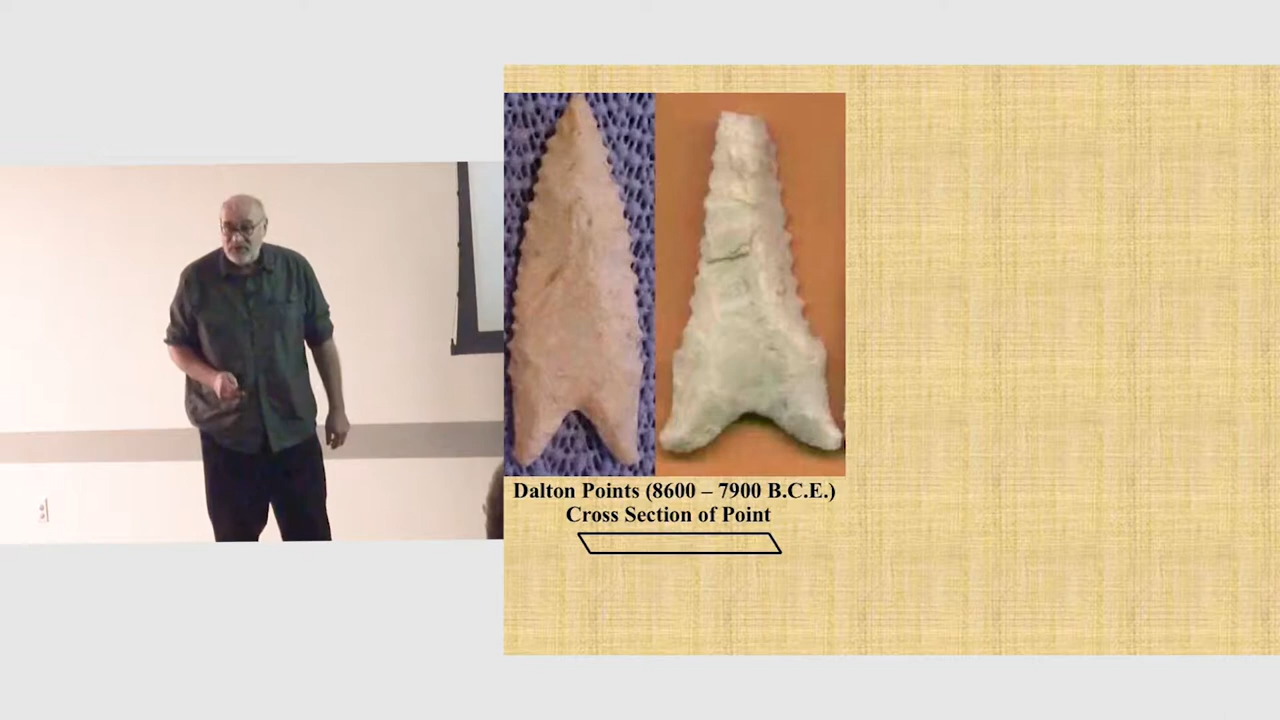 Dalton Points (8600 – 7900 B.C.E.)
Cross Section of Point